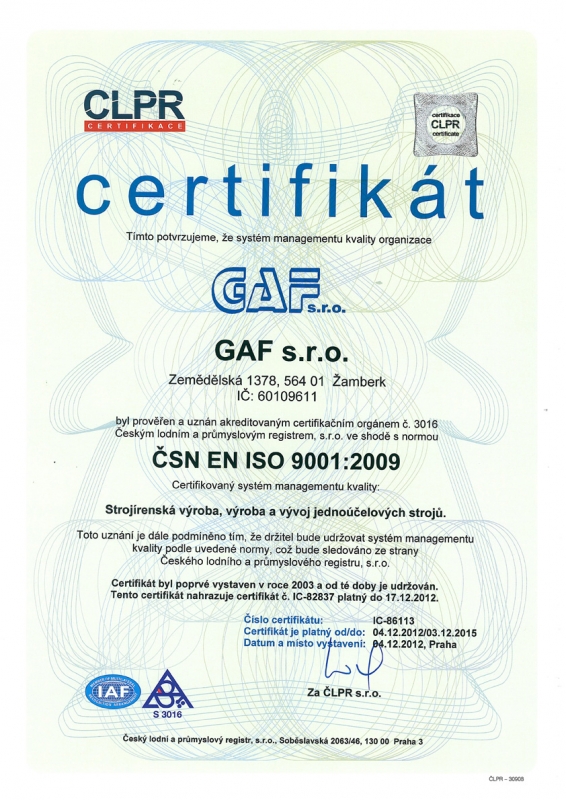 CLPR
CERTIFIKACE
certifikace
CLPR
certificate
certifikát
Tímto potvrzujeme, že systém managementu kvality organizace
GAF s.r.o.
GAF s.r.o.
Zemědělská 1378, 564 01 Žamberk
IČ: 60109611
byl prověřen a uznán akreditovaným certifikačním orgánem č. 3016
Českým lodním a průmyslovým registrem, s.r.o. ve shodě s normou
ČSN EN ISO 9001:2009
Certifikovaný systém managementu kvality:
Strojírenská výroba, výroba a vývoj jednoúčelových strojů.
Toto uznání je dále podmíněno tím, že držitel bude udržovat systém managementu
kvality podle uvedené normy, což bude sledováno ze strany
Českého lodního a průmyslového registru, s.r.o.
Certifikát byl poprvé vystaven v roce 2003 a od té doby je udržován.
Tento certifikát nahrazuje certifikát č. IC-82837 platný do 17.12.2012.
Číslo certifikátu: IC-86113
Certifikát je platný od/do: 04.12.2012/03.12.2015
Datum a místo vystavení: 04.12.2012, Praha
Za ČLPR s.r.o.
IAF
S 3016
Český lodní a průmyslový registr, s.r.o., Soběslavská 2063/46, 130 00 Praha 3
ČLPR – 30908